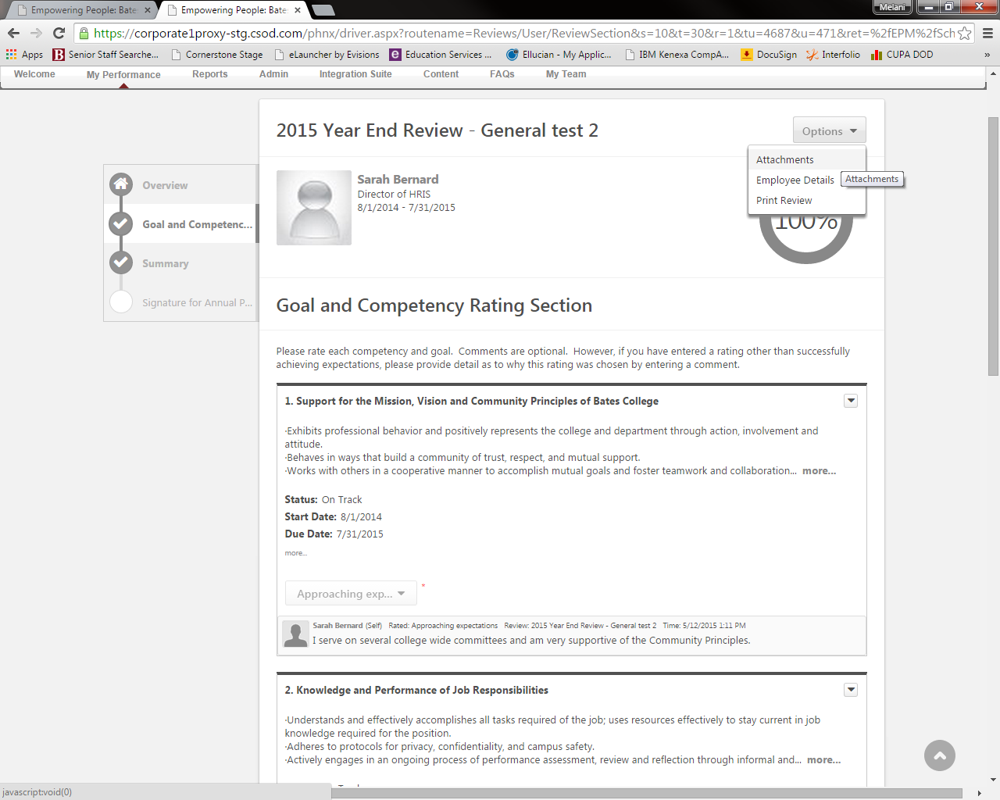 Empowering People: Bate
Empowering People: Bate
Melani
https://corporate1proxy-stg.csod.com/phnx/driver.aspx?routename=Reviews/User/ReviewSection&s=10&t=30&r=1&tu=4687&u=471&ret=%2fEPM%2fSch
Apps
Senior Staff Searche...
Cornerstone Stage
eLauncher by Evisions
Education Services ...
Ellucian - My Applic...
IBM Kenexa CompA...
DocuSign
Interfolio
CUPA DOD
»
Welcome
My Performance
Reports
Admin
Integration Suite
Content
FAQs
My Team
2015 Year End Review - General test 2
Options
Attachments
Employee Details
Attachments
Print Review
100%
Overview
Goal and Competenc...
Summary
Signature for Annual P...
Sarah Bernard
Director of HRIS
8/1/2014 - 7/31/2015
Goal and Competency Rating Section
Please rate each competency and goal.  Comments are optional.  However, if you have entered a rating other than successfully
achieving expectations, please provide detail as to why this rating was chosen by entering a comment.
1. Support for the Mission, Vision and Community Principles of Bates College
·Exhibits professional behavior and positively represents the college and department through action, involvement and
attitude.
·Behaves in ways that build a community of trust, respect, and mutual support.
·Works with others in a cooperative manner to accomplish mutual goals and foster teamwork and collaboration... more...
Status: On Track
Start Date: 8/1/2014
Due Date: 7/31/2015
more...
Approaching exp... *
Sarah Bernard (Self) Rated: Approaching expectations Review: 2015 Year End Review - General test 2 Time: 5/12/2015 1:11 PM
I serve on several college wide committees and am very supportive of the Community Principles.
2. Knowledge and Performance of Job Responsibilities
·Understands and effectively accomplishes all tasks required of the job; uses resources effectively to stay current in job
knowledge required for the position.
·Adheres to protocols for privacy, confidentiality, and campus safety.
·Actively engages in an ongoing process of performance assessment, review and reflection through informal and... more...
javascript:void(0)